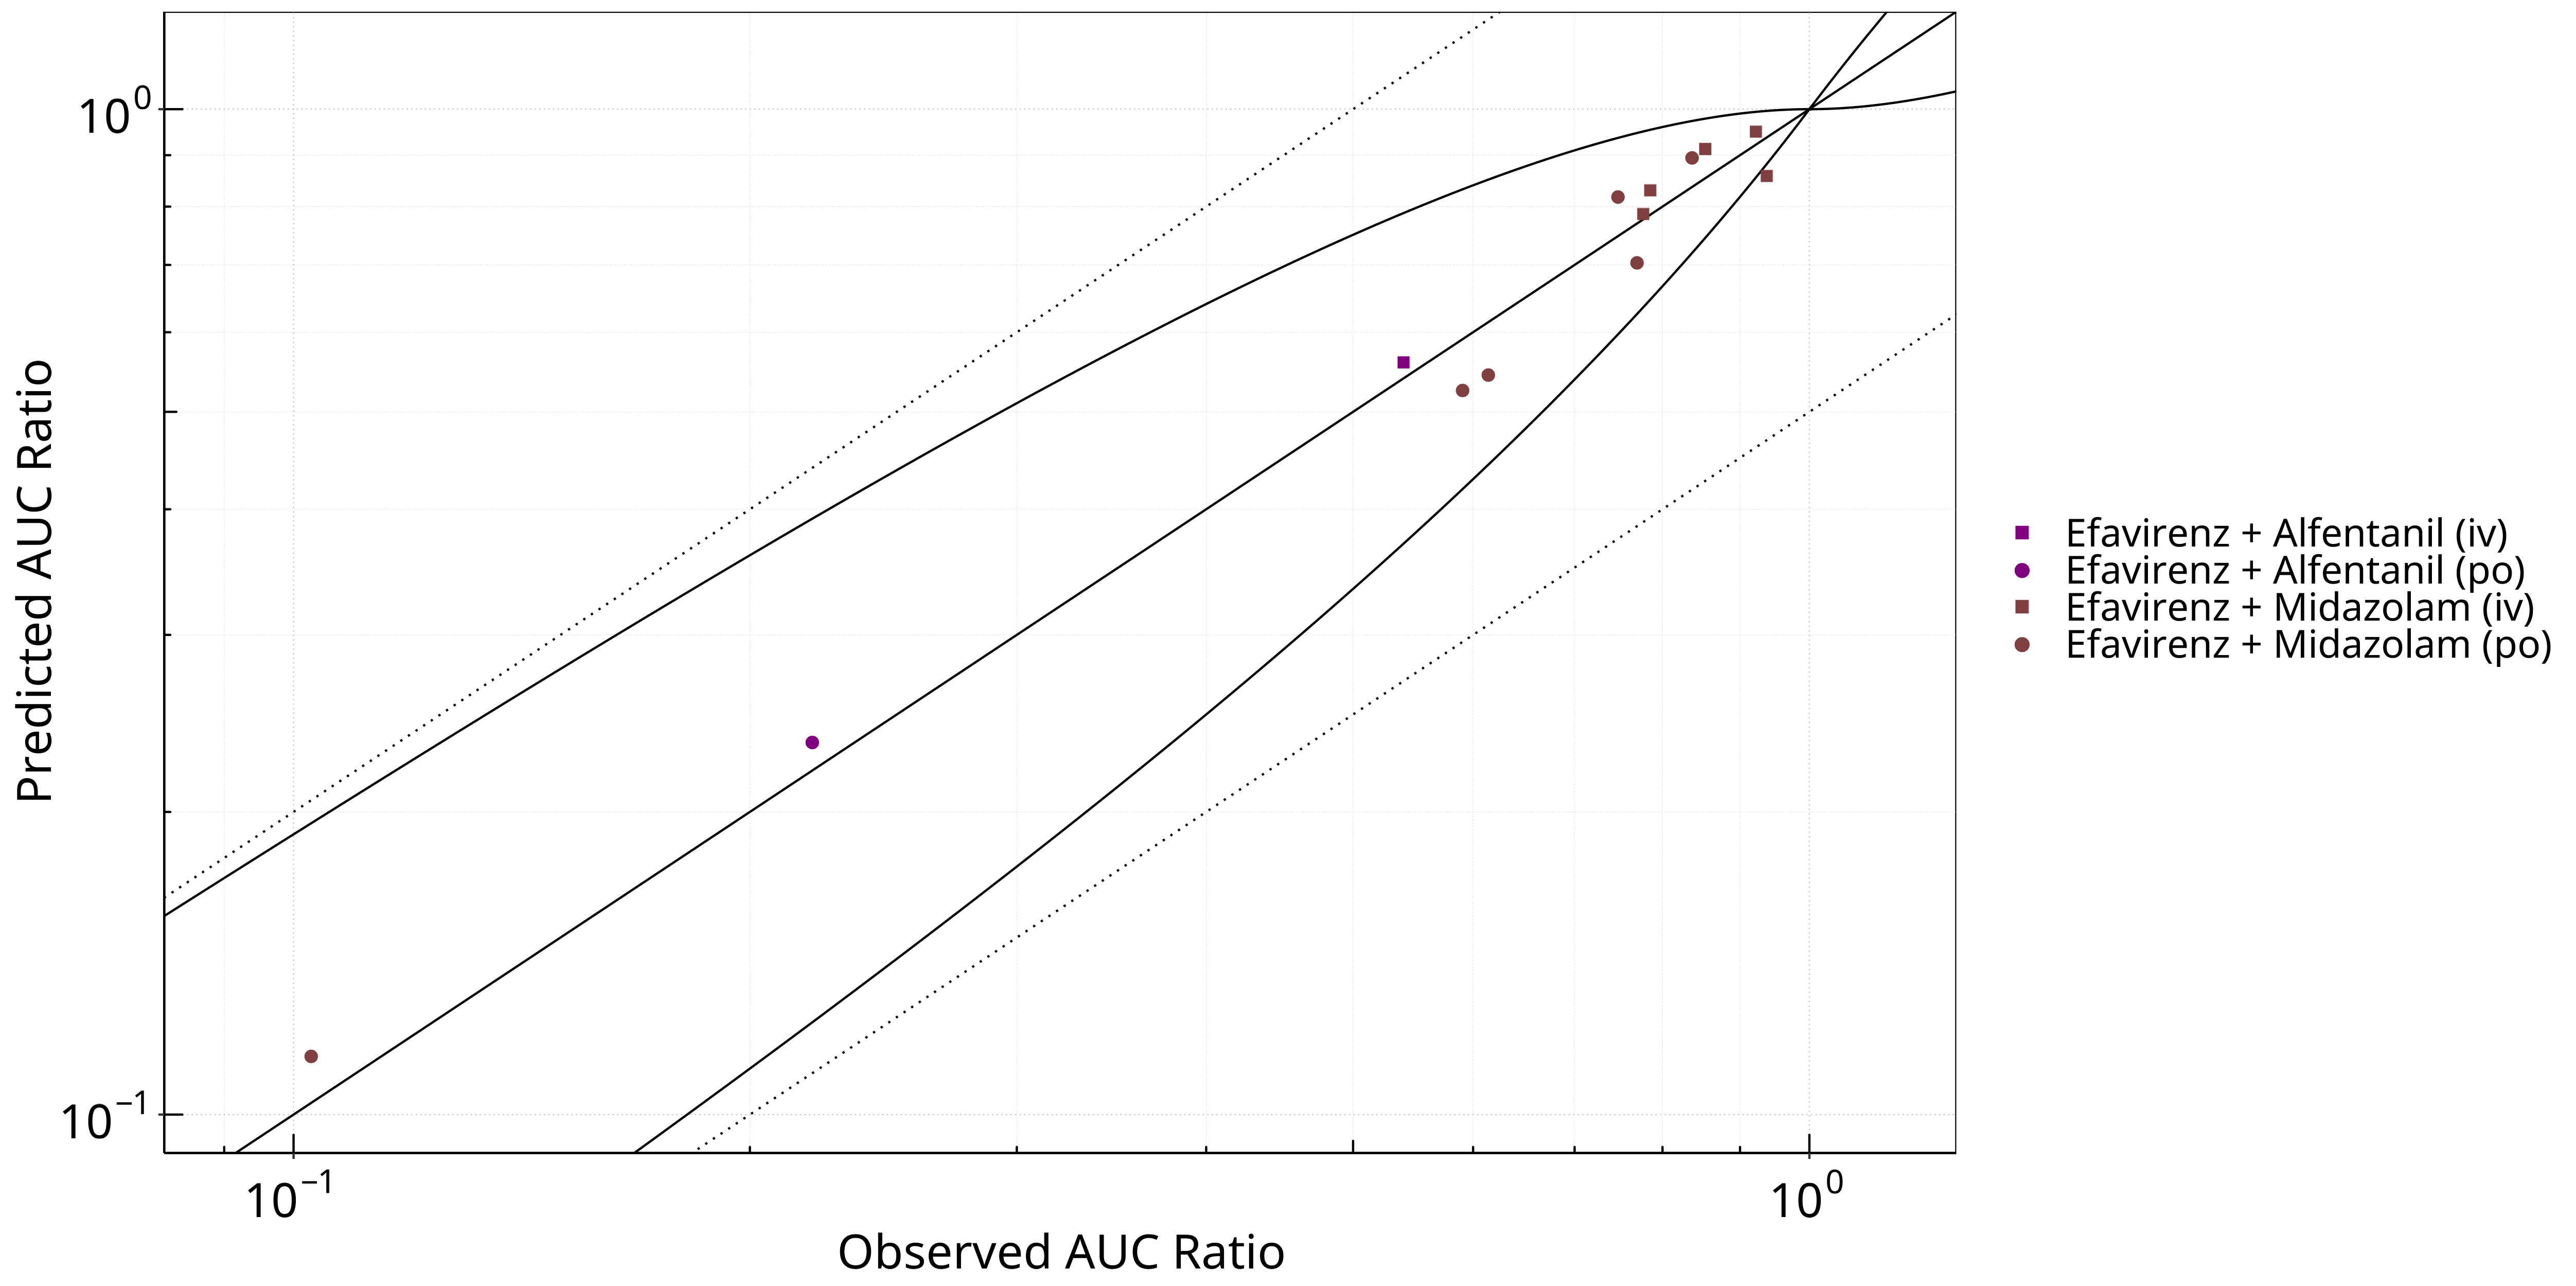 Predicted AUC Ratio
10⁰
10⁻¹
10⁻¹
10⁰
Observed AUC Ratio
Efavirenz + Alfentanil (iv)
Efavirenz + Alfentanil (po)
Efavirenz + Midazolam (iv)
Efavirenz + Midazolam (po)